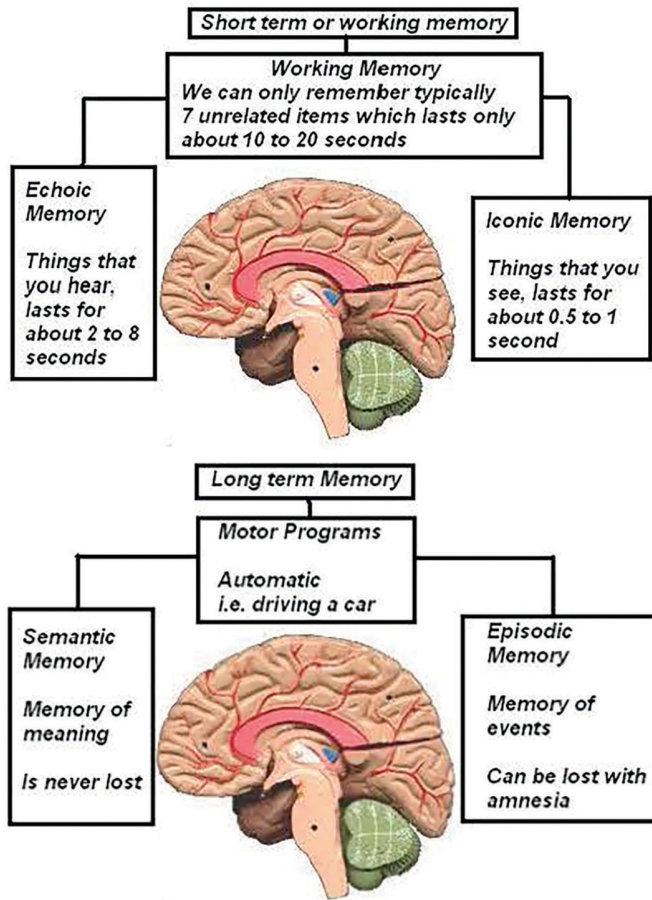 Short term or working memory
Working Memory
We can only remember typically
7 unrelated items which lasts only
about 10 to 20 seconds
Echoic
Memory
Things that
you hear,
lasts for
about 2 to 8
seconds
Iconic Memory
Things that you
see, lasts for
about 0.5 to 1
second
Long term Memory
Motor Programs
Automatic
i.e. driving a car
Semantic
Memory
Memory of
meaning
Is never lost
Episodic
Memory
Memory of
events
Can be lost with
amnesia